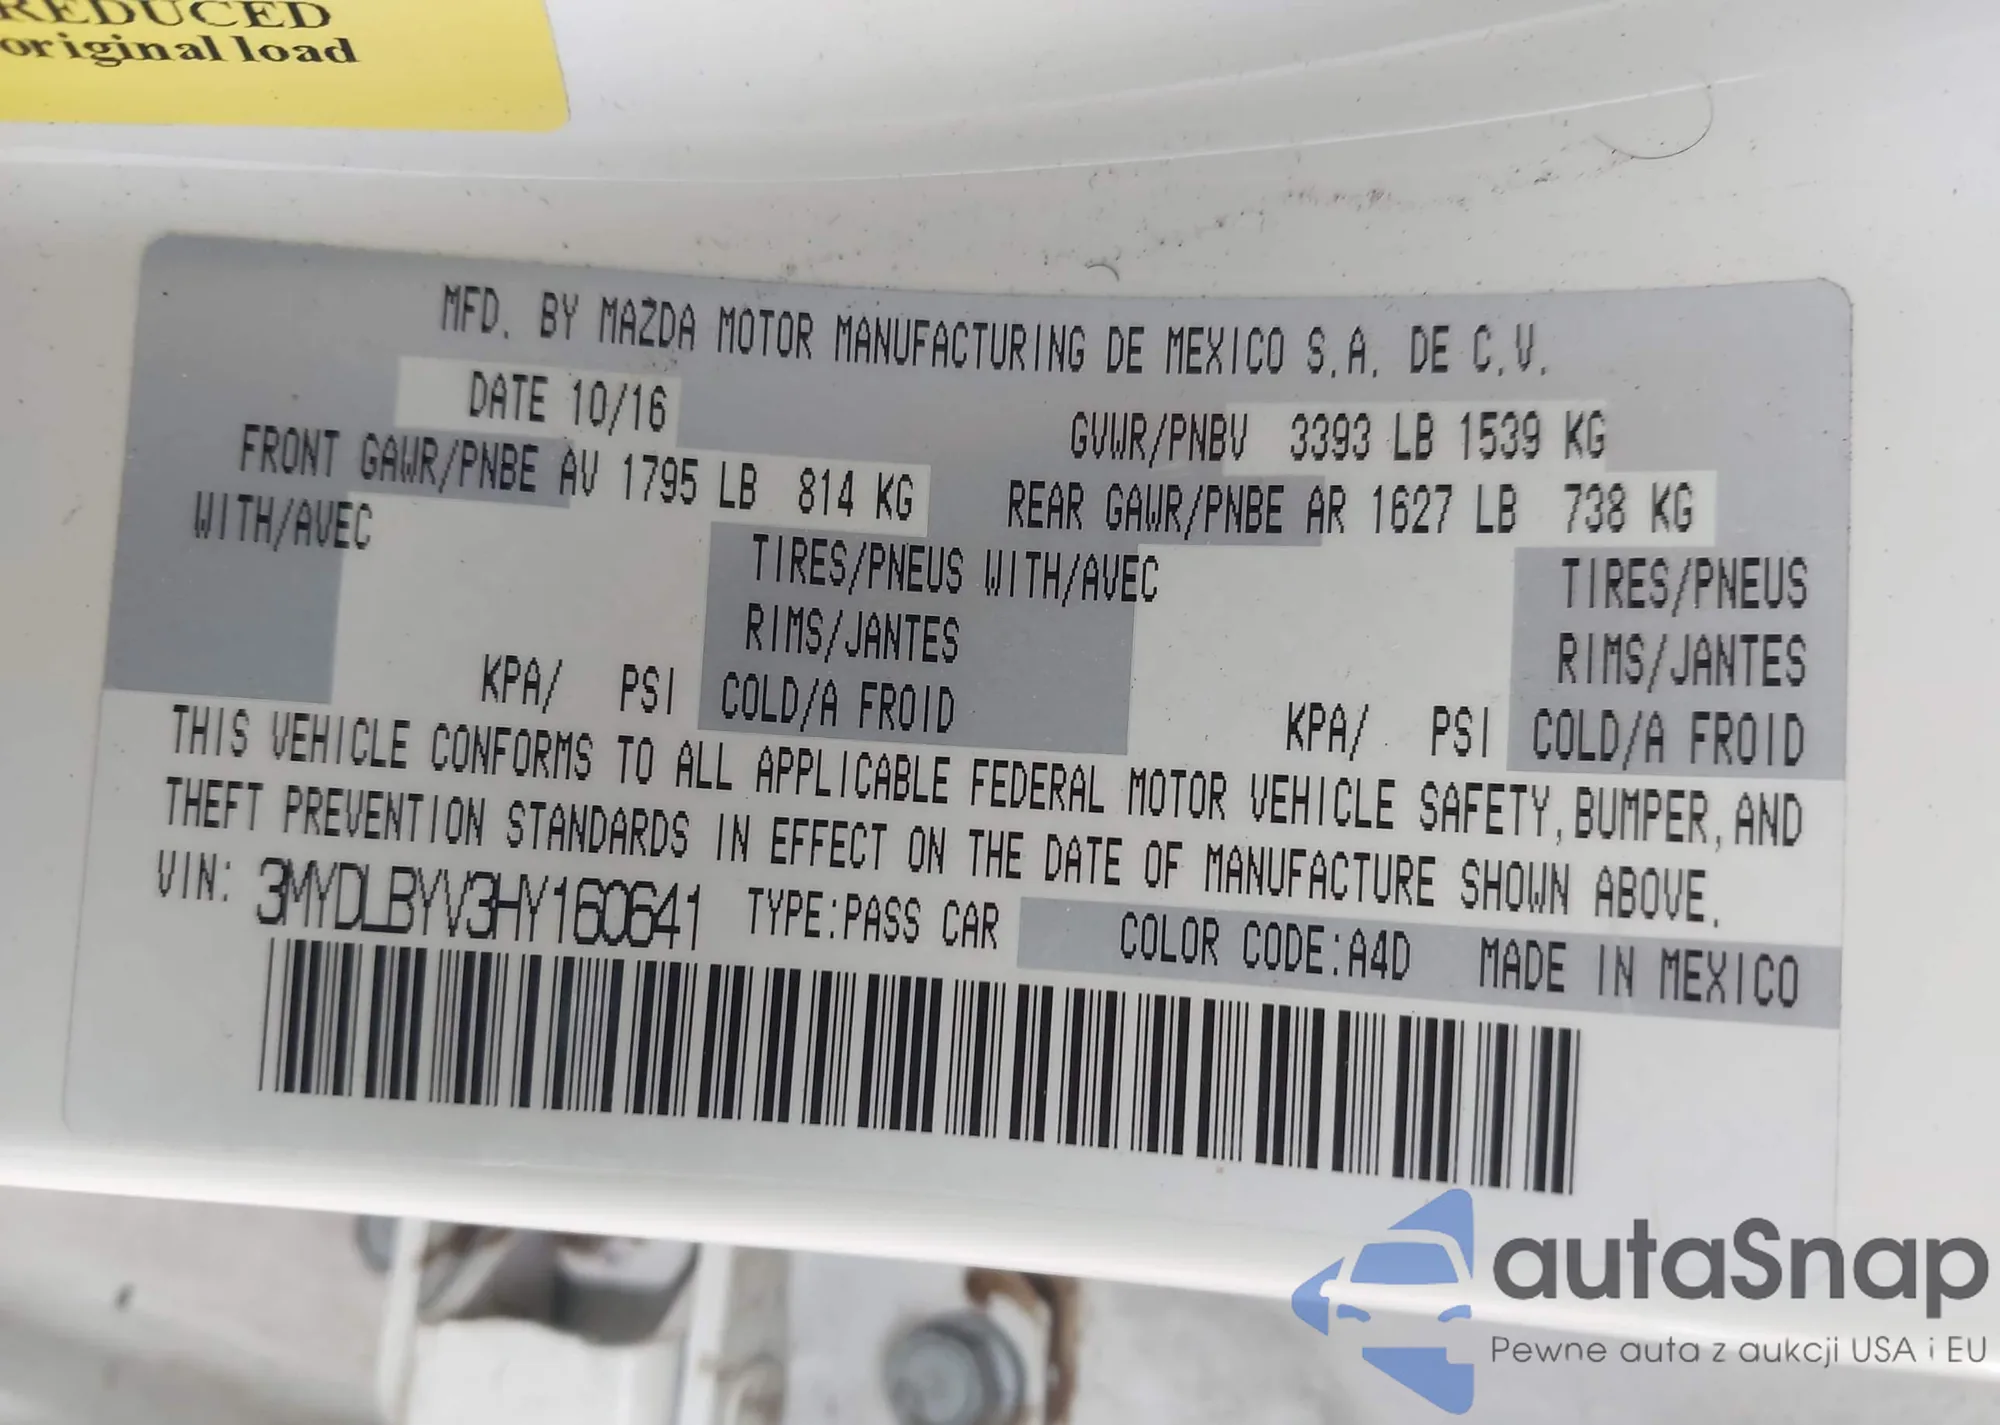 REDUCED
original load
MFD. BY MAZDA MOTOR MANUFACTURING DE MEXICO S.A. DE C.V.
DATE 10/16
GVWR/PNBV 3393 LB 1539 KG
FRONT GAWR/PNBE AV 1795 LB 814 KG
REAR GAWR/PNBE AR 1627 LB 738 KG
WITH/AVEC
TIRES/PNEUS WITH/AVEC
TIRES/PNEUS
RIMS/JANTES
RIMS/JANTES
KPA/ PSI COLD/A FROID
KPA/ PSI COLD/A FROID
THIS VEHICLE CONFORMS TO ALL APPLICABLE FEDERAL MOTOR VEHICLE SAFETY, BUMPER, AND
THEFT PREVENTION STANDARDS IN EFFECT ON THE DATE OF MANUFACTURE SHOWN ABOVE.
VIN: 3MYDLBYV3HY160641 TYPE:PASS CAR COLOR CODE:A4D MADE IN MEXICO
autaSnap
Pewne auta z aukcji USA i EU